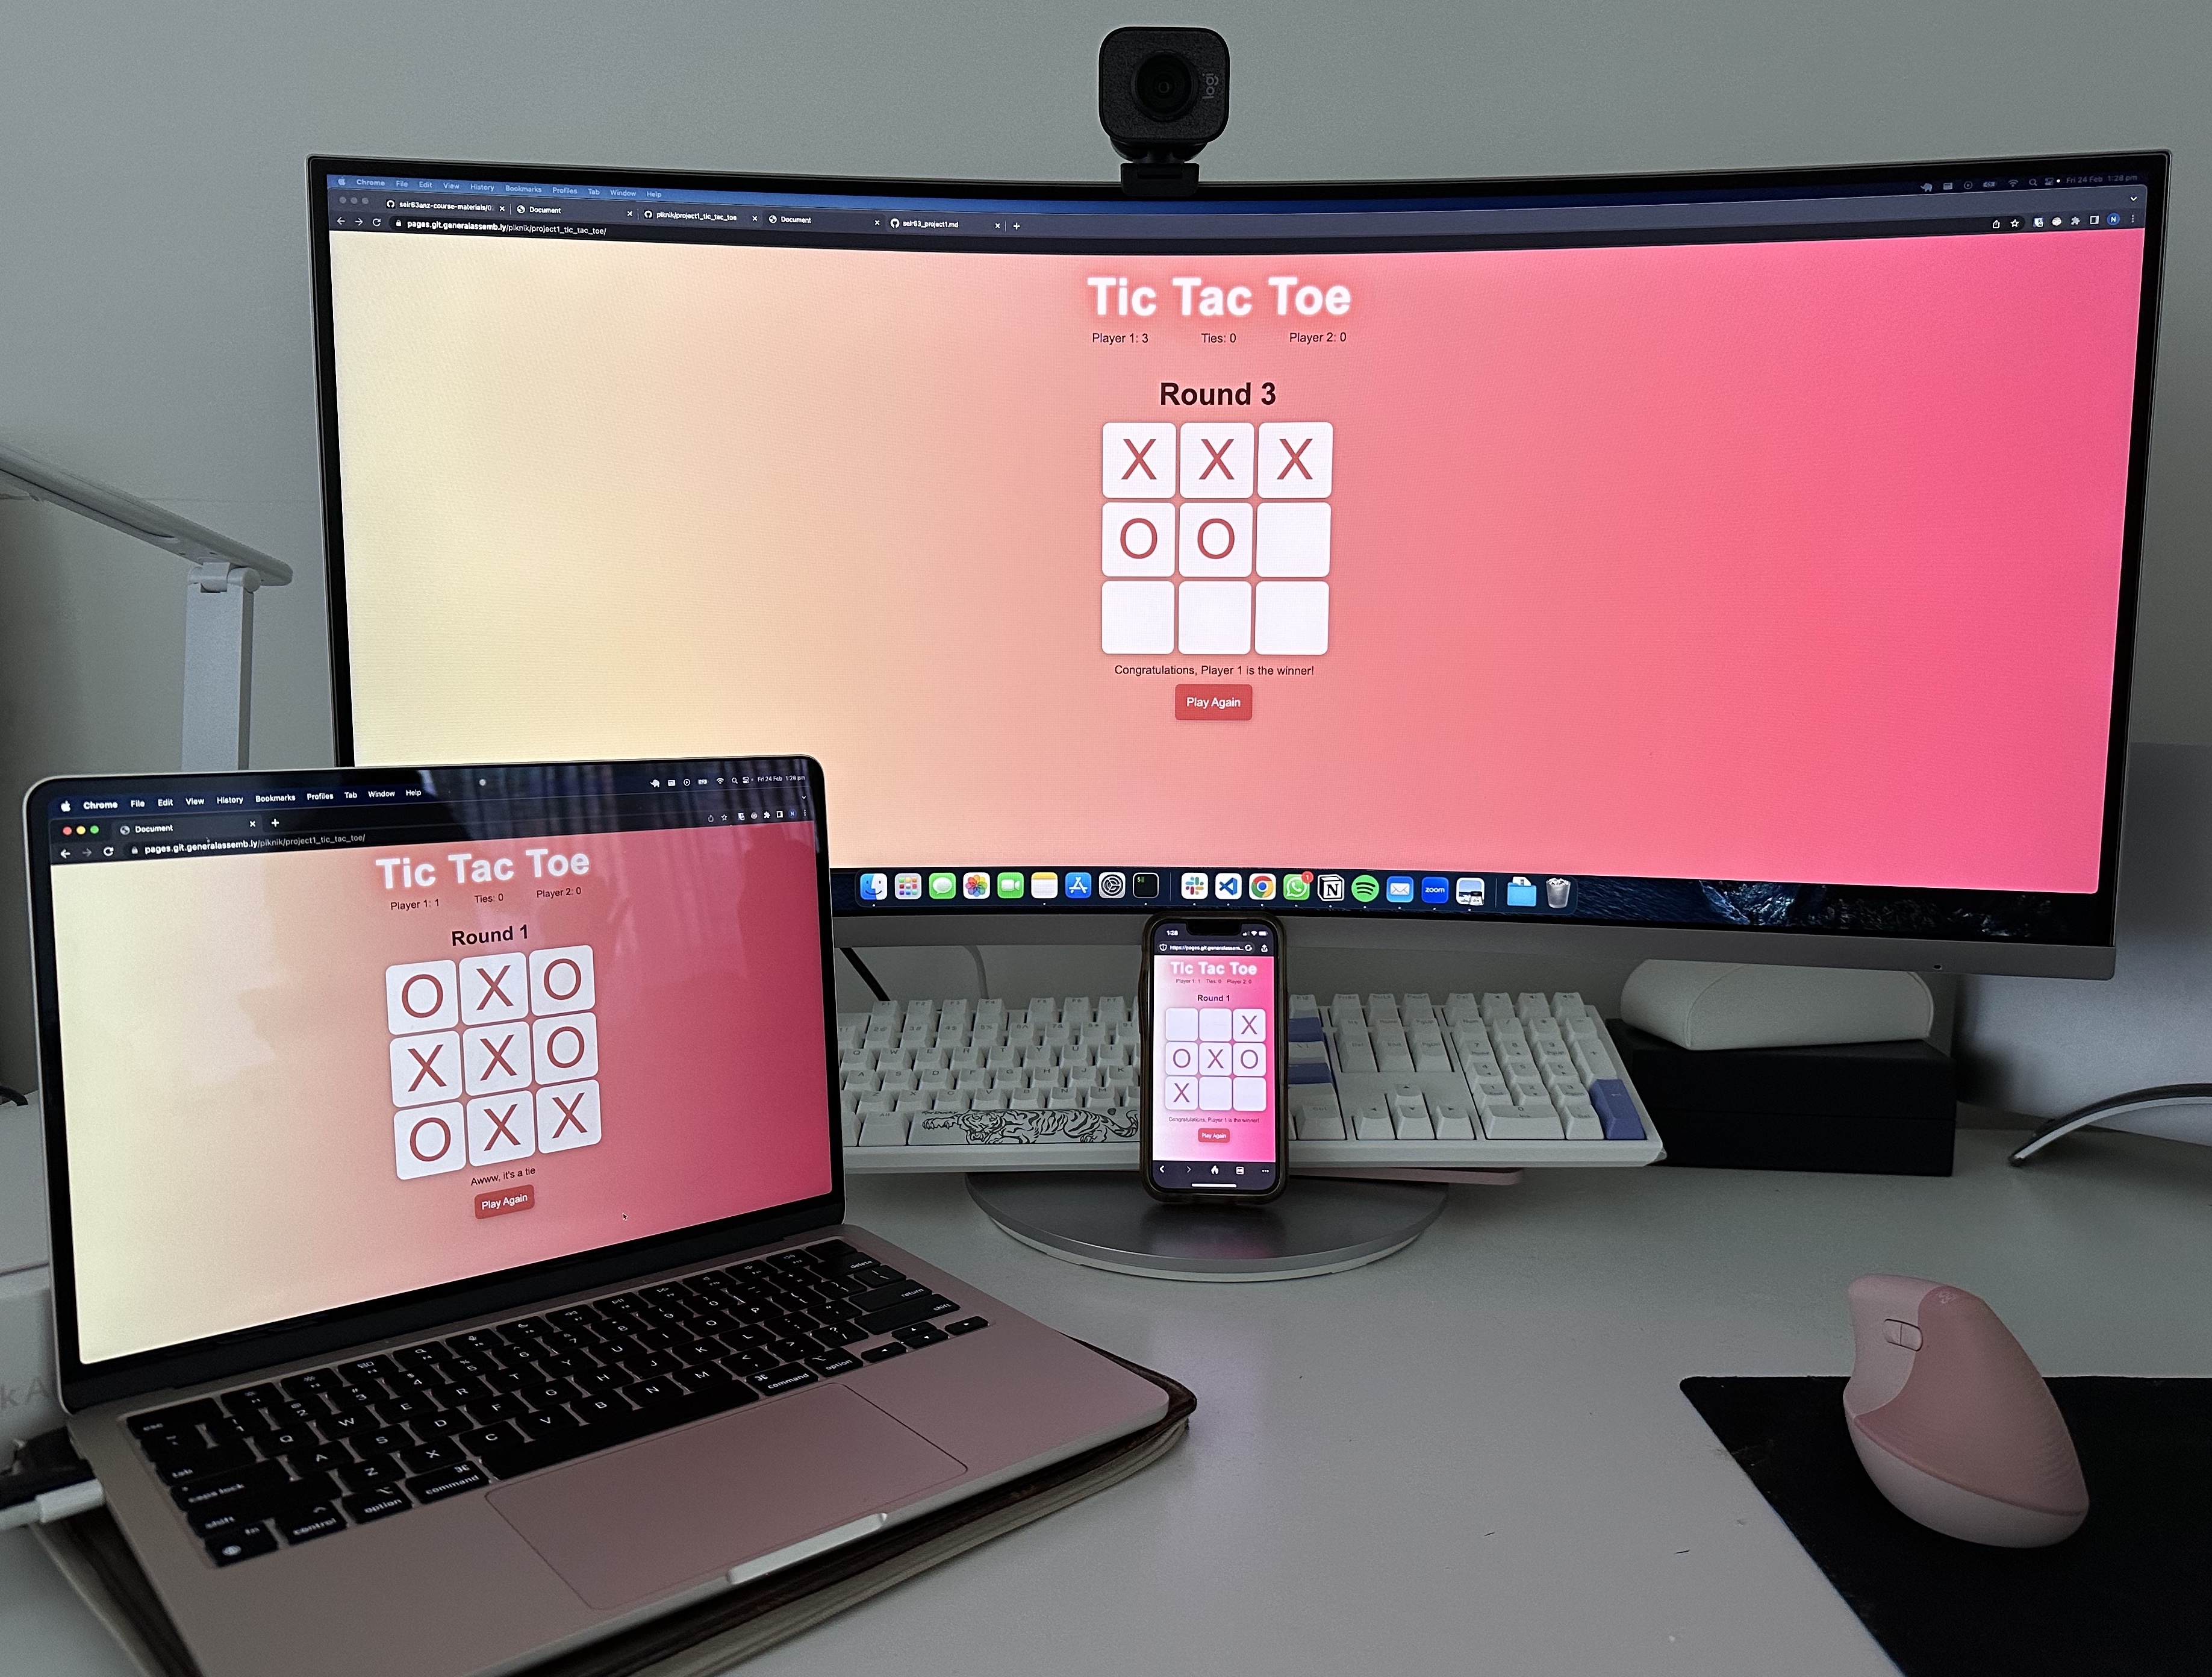 logi
Chrome File Edit View History Bookmarks Profiles Tab Window Help
Fri 24 Feb 1:28 pm
Document
piknik/project1_tic_tac_toe
Document
seir63_project1.md
pages.git.generalassemb.ly/piknik/project1_tic_tac_toe/
N
Tic Tac Toe
Player 1: 3 Ties: 0 Player 2: 0
Round 3
X X X
O O
Congratulations, Player 1 is the winner!
Play Again
zoom
Chrome File Edit View History Bookmarks Profiles Tab Window Help
Fri 24 Feb 1:28 pm
Document
pages.git.generalassemb.ly/piknik/project1_tic_tac_toe/
Tic Tac Toe
Player 1: 1 Ties: 0 Player 2: 0
Round 1
O X O
X X O
O X X
Awww, it's a tie
Play Again
1:28
https://pages.git.generalassem...
Tic Tac Toe
Player 1: 1 Ties: 0 Player 2: 0
Round 1
X
O X O
X
Congratulations, Player 1 is the winner!
Play Again
delete
tab Q W E R T Y U I O P
return
caps lock A S D F G H J K L
shift Z X C V B N M shift
fn control option command command option